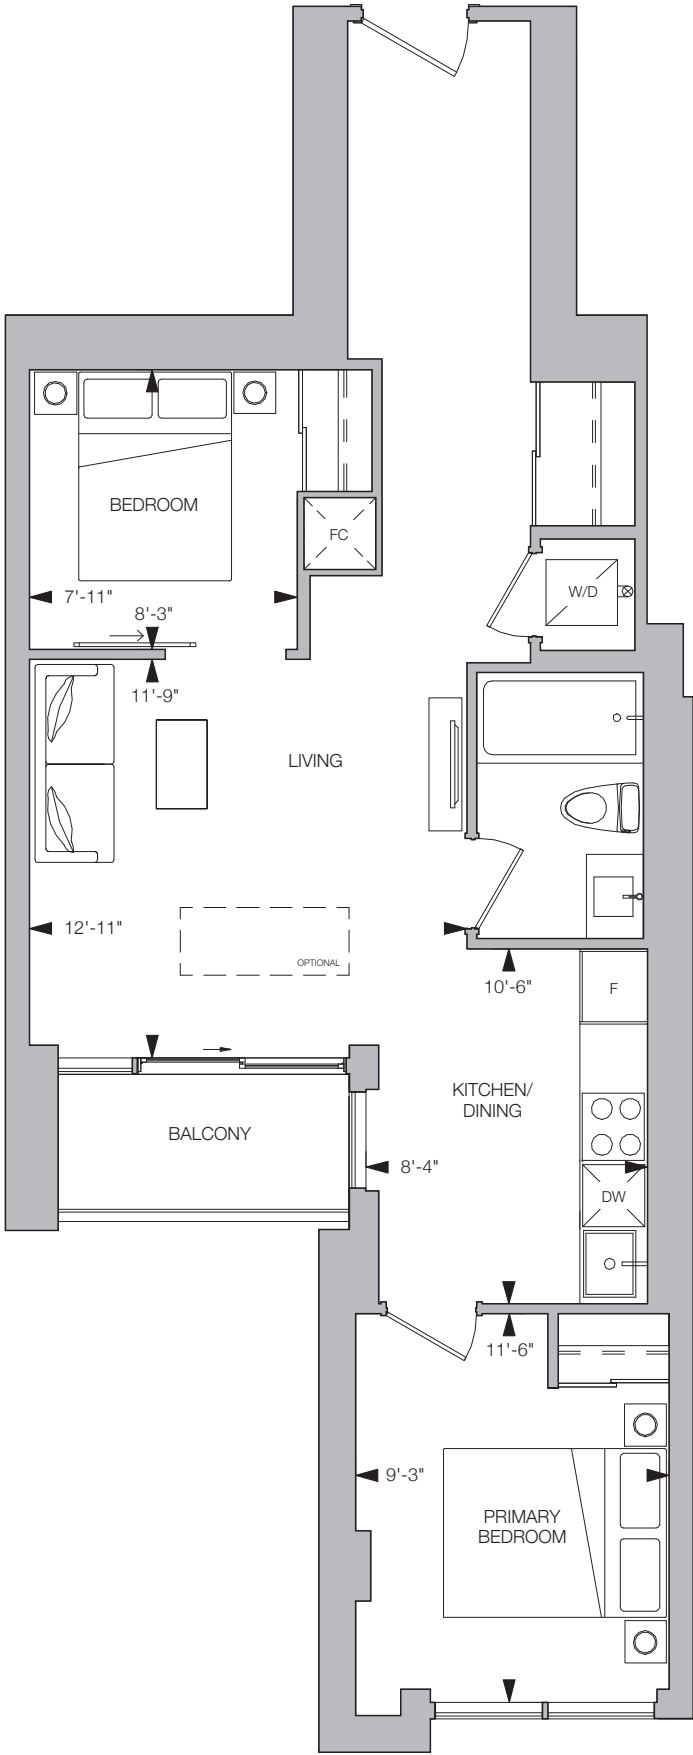 BEDROOM
FC
W/D
7'-11"
8'-3"
11'-9"
LIVING
12'-11"
OPTIONAL
10'-6"
F
KITCHEN/
DINING
BALCONY
8'-4"
DW
11'-6"
9'-3"
PRIMARY
BEDROOM